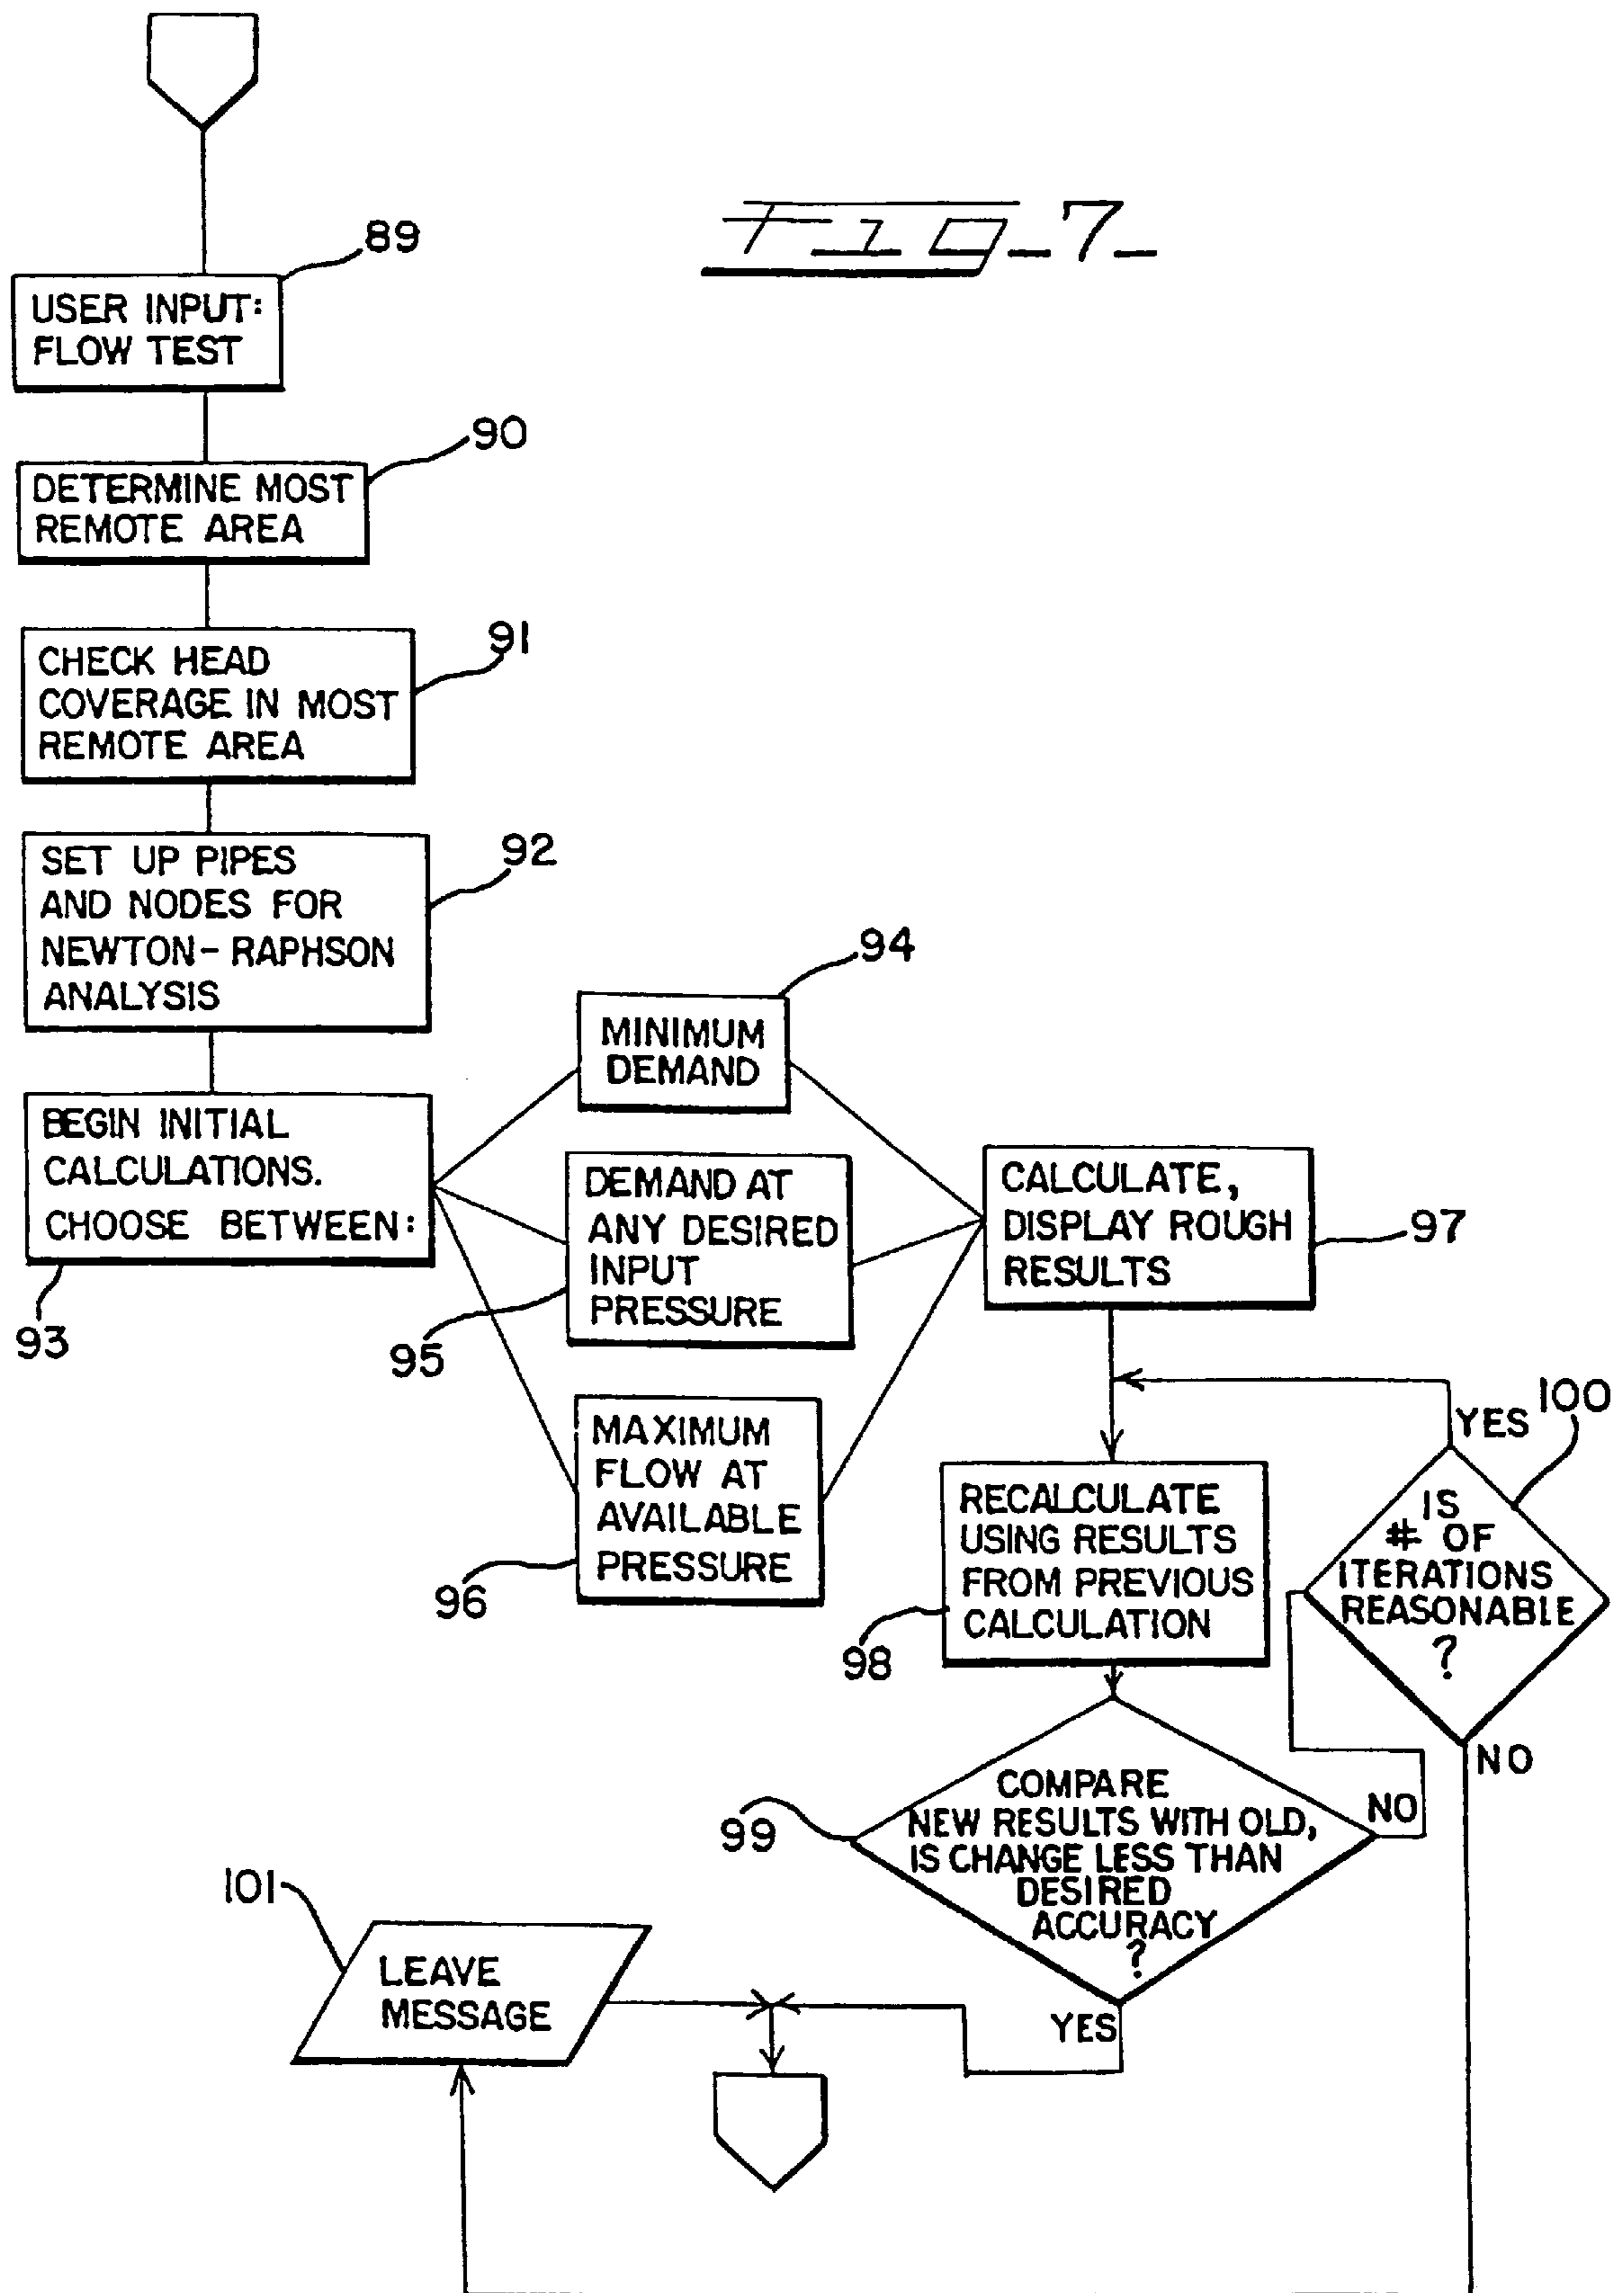 FIG_7_
89
USER INPUT:
FLOW TEST
90
DETERMINE MOST
REMOTE AREA
91
CHECK HEAD
COVERAGE IN MOST
REMOTE AREA
92
SET UP PIPES
AND NODES FOR
NEWTON-RAPHSON
ANALYSIS
93
BEGIN INITIAL
CALCULATIONS.
CHOOSE BETWEEN:
94
MINIMUM
DEMAND
95
DEMAND AT
ANY DESIRED
INPUT
PRESSURE
96
MAXIMUM
FLOW AT
AVAILABLE
PRESSURE
97
CALCULATE,
DISPLAY ROUGH
RESULTS
98
RECALCULATE
USING RESULTS
FROM PREVIOUS
CALCULATION
100
YES
IS
# OF
ITERATIONS
REASONABLE
?
NO
99
COMPARE
NEW RESULTS WITH OLD,
IS CHANGE LESS THAN
DESIRED
ACCURACY
?
NO
YES
101
LEAVE
MESSAGE